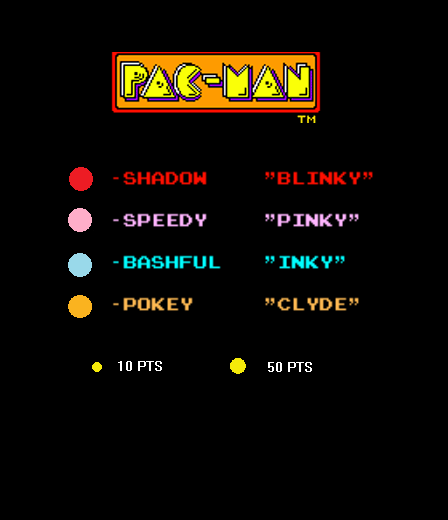 PAC-MAN
TM
-SHADOW "BLINKY"
-SPEEDY "PINKY"
-BASHFUL "INKY"
-POKEY "CLYDE"
10 PTS 50 PTS